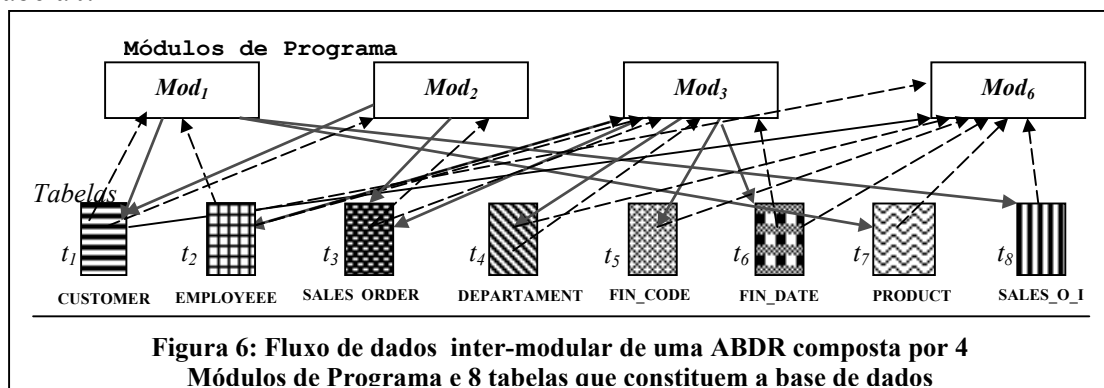 Módulos de Programa
Mod1 Mod2 Mod3 Mod6
Tabelas
t1 t2 t3 t4 t5 t6 t7 t8
CUSTOMER EMPLOYEEE SALES ORDER DEPARTAMENT FIN_CODE FIN_DATE PRODUCT SALES_O_I
Figura 6: Fluxo de dados inter-modular de uma ABDR composta por 4
Módulos de Programa e 8 tabelas que constituem a base de dados